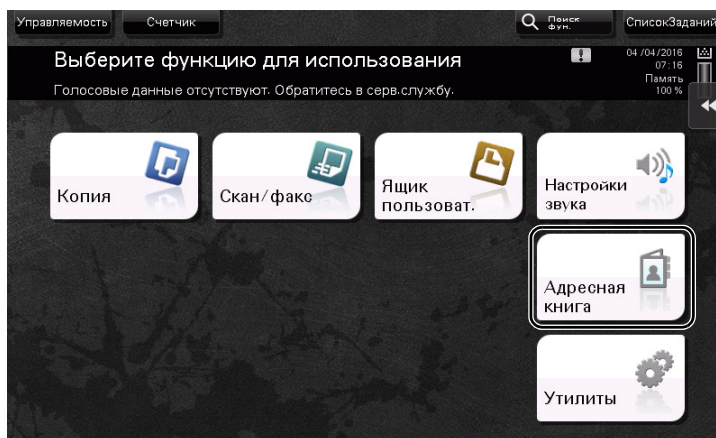 Управляемость
Счетчик
Поиск
фун.
СписокЗаданий
Выберите функцию для использования
Голосовые данные отсутствуют. Обратитесь в серв.службу.
04/04/2016
07:16
Память
100 %
Копия
Скан/факс
Ящик
пользоват.
Настройки
звука
Адресная
книга
Утилиты